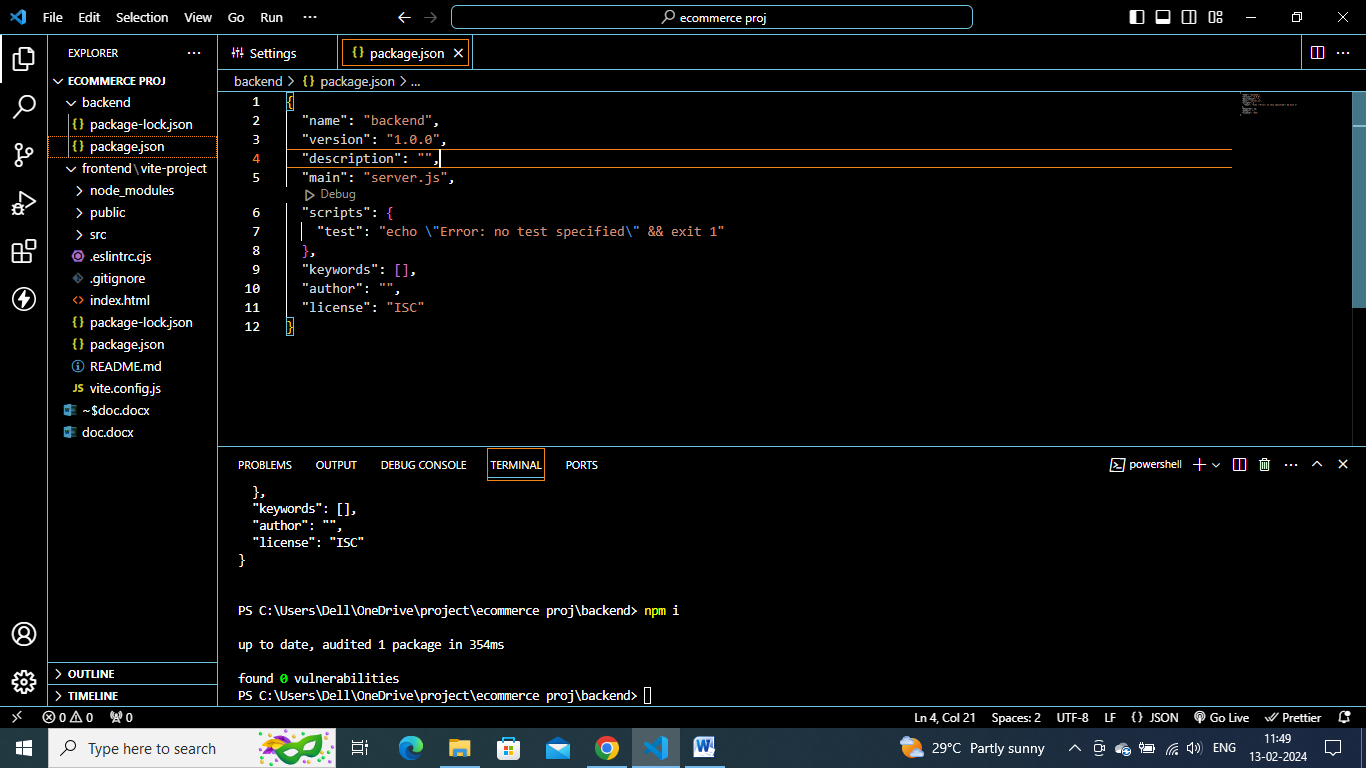 File Edit Selection View Go Run ··· ecommerce proj
EXPLORER ···
ECOMMERCE PROJ
backend
{} package-lock.json
{} package.json
frontend\vite-project
node_modules
public
src
.eslintrc.cjs
.gitignore
<> index.html
{} package-lock.json
{} package.json
README.md
JS vite.config.js
~$doc.docx
doc.docx
OUTLINE
TIMELINE
Settings {} package.json
backend > {} package.json > ...
1 {
2 "name": "backend",
3 "version": "1.0.0",
4 "description": "",
5 "main": "server.js",
Debug
6 "scripts": {
7 "test": "echo \"Error: no test specified\" && exit 1"
8 },
9 "keywords": [],
10 "author": "",
11 "license": "ISC"
12 }
PROBLEMS OUTPUT DEBUG CONSOLE TERMINAL PORTS powershell
},
"keywords": [],
"author": "",
"license": "ISC"
}
PS C:\Users\Dell\OneDrive\project\ecommerce proj\backend> npm i
up to date, audited 1 package in 354ms
found 0 vulnerabilities
PS C:\Users\Dell\OneDrive\project\ecommerce proj\backend>
0 0 0 Ln 4, Col 21 Spaces: 2 UTF-8 LF {} JSON Go Live Prettier
Type here to search 29°C Partly sunny ENG 11:49
13-02-2024